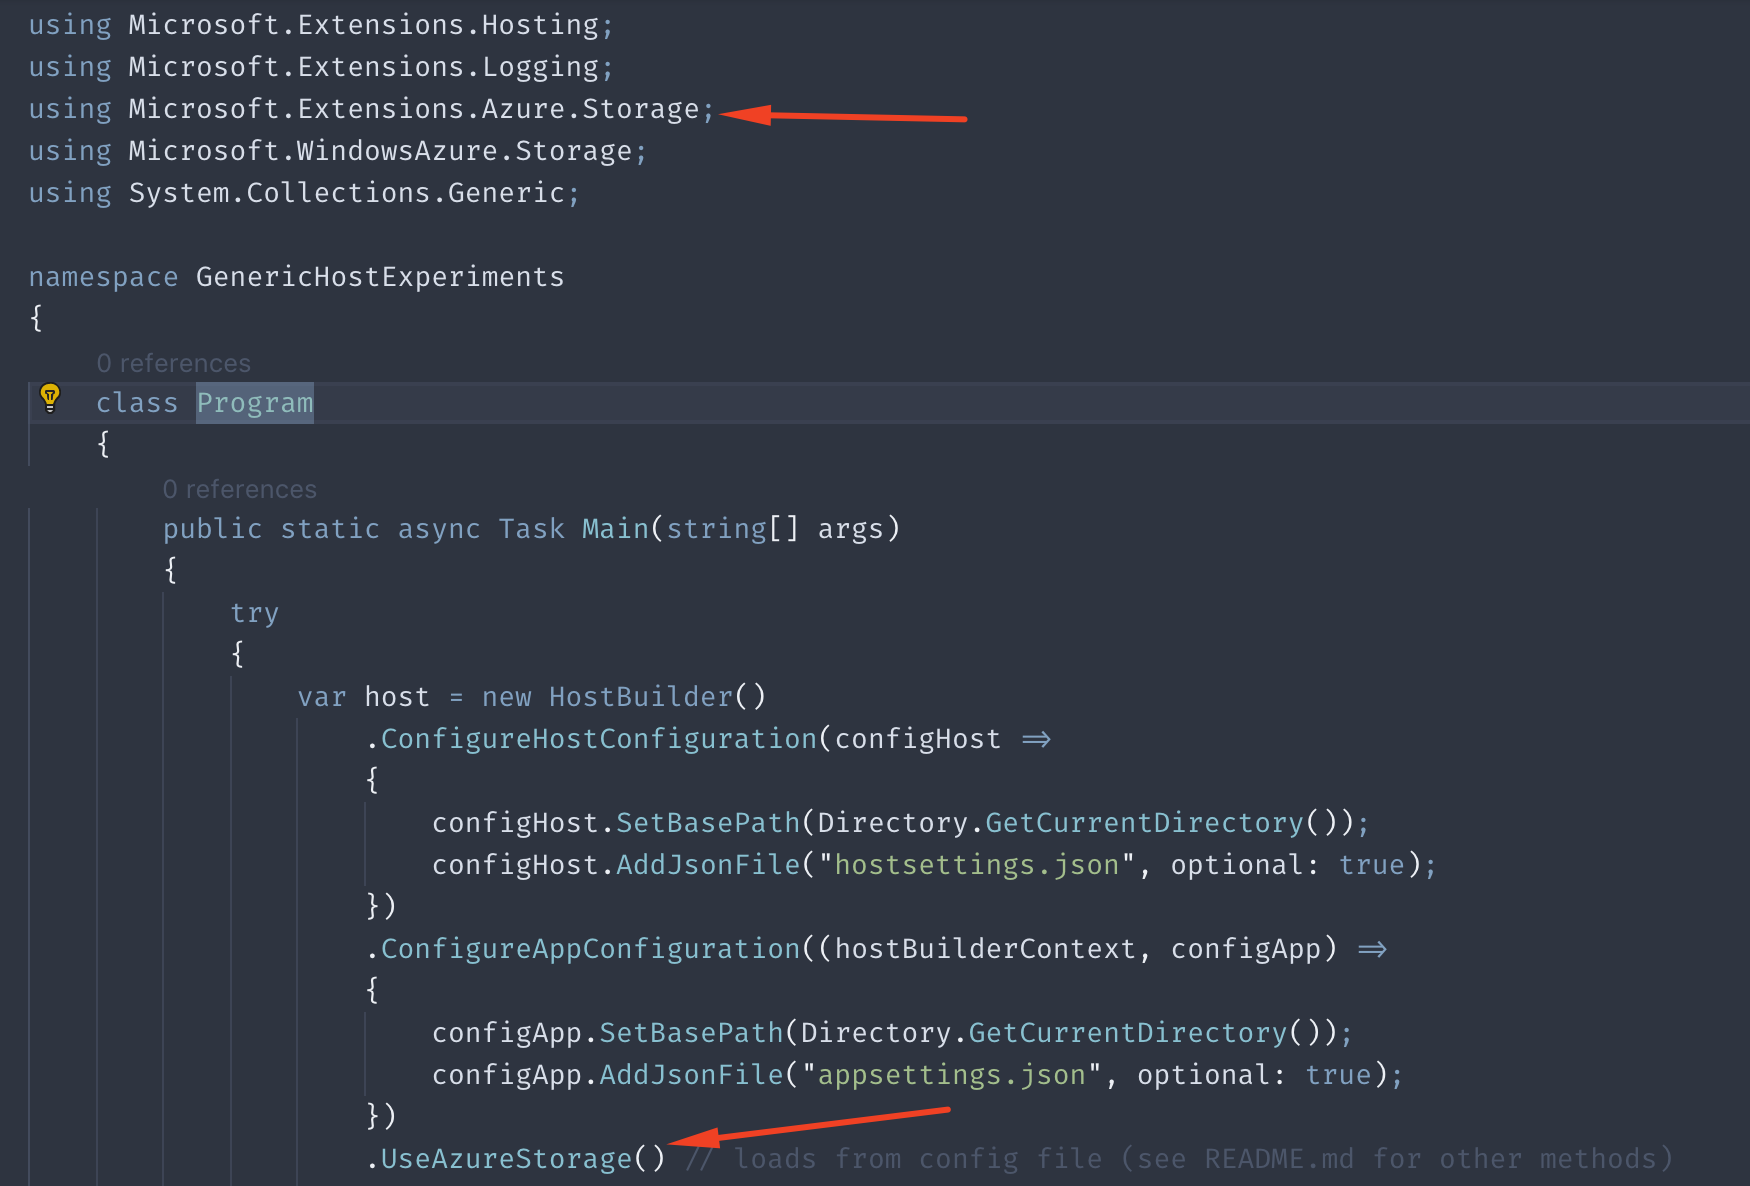 using Microsoft.Extensions.Hosting;
using Microsoft.Extensions.Logging;
using Microsoft.Extensions.Azure.Storage;
using Microsoft.WindowsAzure.Storage;
using System.Collections.Generic;
namespace GenericHostExperiments
{
0 references
class Program
{
0 references
public static async Task Main(string[] args)
{
try
{
var host = new HostBuilder()
.ConfigureHostConfiguration(configHost =>
{
configHost.SetBasePath(Directory.GetCurrentDirectory());
configHost.AddJsonFile("hostsettings.json", optional: true);
})
.ConfigureAppConfiguration((hostBuilderContext, configApp) =>
{
configApp.SetBasePath(Directory.GetCurrentDirectory());
configApp.AddJsonFile("appsettings.json", optional: true);
})
.UseAzureStorage() // loads from config file (see README.md for other methods)